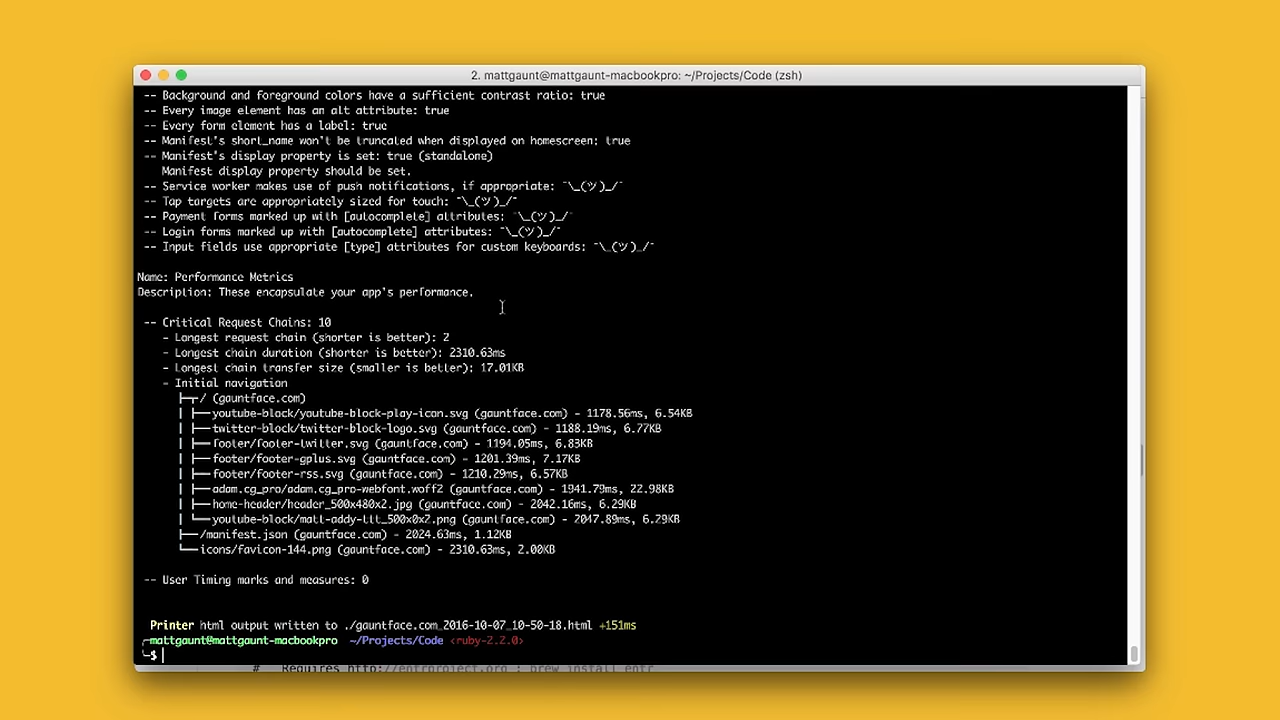 2. mattgaunt@mattgaunt-macbookpro: ~/Projects/Code (zsh)
-- Background and foreground colors have a sufficient contrast ratio: true
-- Every image element has an alt attribute: true
-- Every form element has a label: true
-- Manifest's short_name won't be truncated when displayed on homescreen: true
-- Manifest's display property is set: true (standalone)
Manifest display property should be set.
-- Service worker makes use of push notifications, if appropriate: ¯\_(ツ)_/¯
-- Tap targets are appropriately sized for touch: ¯\_(ツ)_/¯
-- Payment forms marked up with [autocomplete] attributes: ¯\_(ツ)_/¯
-- Login forms marked up with [autocomplete] attributes: ¯\_(ツ)_/¯
-- Input fields use appropriate [type] attributes for custom keyboards: ¯\_(ツ)_/¯
Name: Performance Metrics
Description: These encapsulate your app's performance.
-- Critical Request Chains: 10
- Longest request chain (shorter is better): 2
- Longest chain duration (shorter is better): 2310.63ms
- Longest chain transfer size (smaller is better): 17.01KB
- Initial navigation
├─┬/ (gauntface.com)
│ ├──youtube-block/youtube-block-play-icon.svg (gauntface.com) - 1178.56ms, 6.54KB
│ ├──twitter-block/twitter-block-logo.svg (gauntface.com) - 1188.19ms, 6.77KB
│ ├──footer/footer-twitter.svg (gauntface.com) - 1194.05ms, 6.83KB
│ ├──footer/footer-gplus.svg (gauntface.com) - 1201.39ms, 7.17KB
│ ├──footer/footer-rss.svg (gauntface.com) - 1210.29ms, 6.57KB
│ ├──adam.cg_pro/adam.cg_pro-webfont.woff2 (gauntface.com) - 1941.79ms, 22.98KB
│ ├──home-header/header_500x480x2.jpg (gauntface.com) - 2042.16ms, 6.29KB
│ └──youtube-block/matt-addy-ttt_500x0x2.png (gauntface.com) - 2047.89ms, 6.29KB
├──/manifest.json (gauntface.com) - 2024.63ms, 1.12KB
└──icons/favicon-144.png (gauntface.com) - 2310.63ms, 2.00KB
-- User Timing marks and measures: 0
Printer html output written to ./gauntface.com_2016-10-07_10-50-18.html +151ms
╭─mattgaunt@mattgaunt-macbookpro ~/Projects/Code ‹ruby-2.2.0›
╰─$
# Requires http://entrproject.org : brew install entr